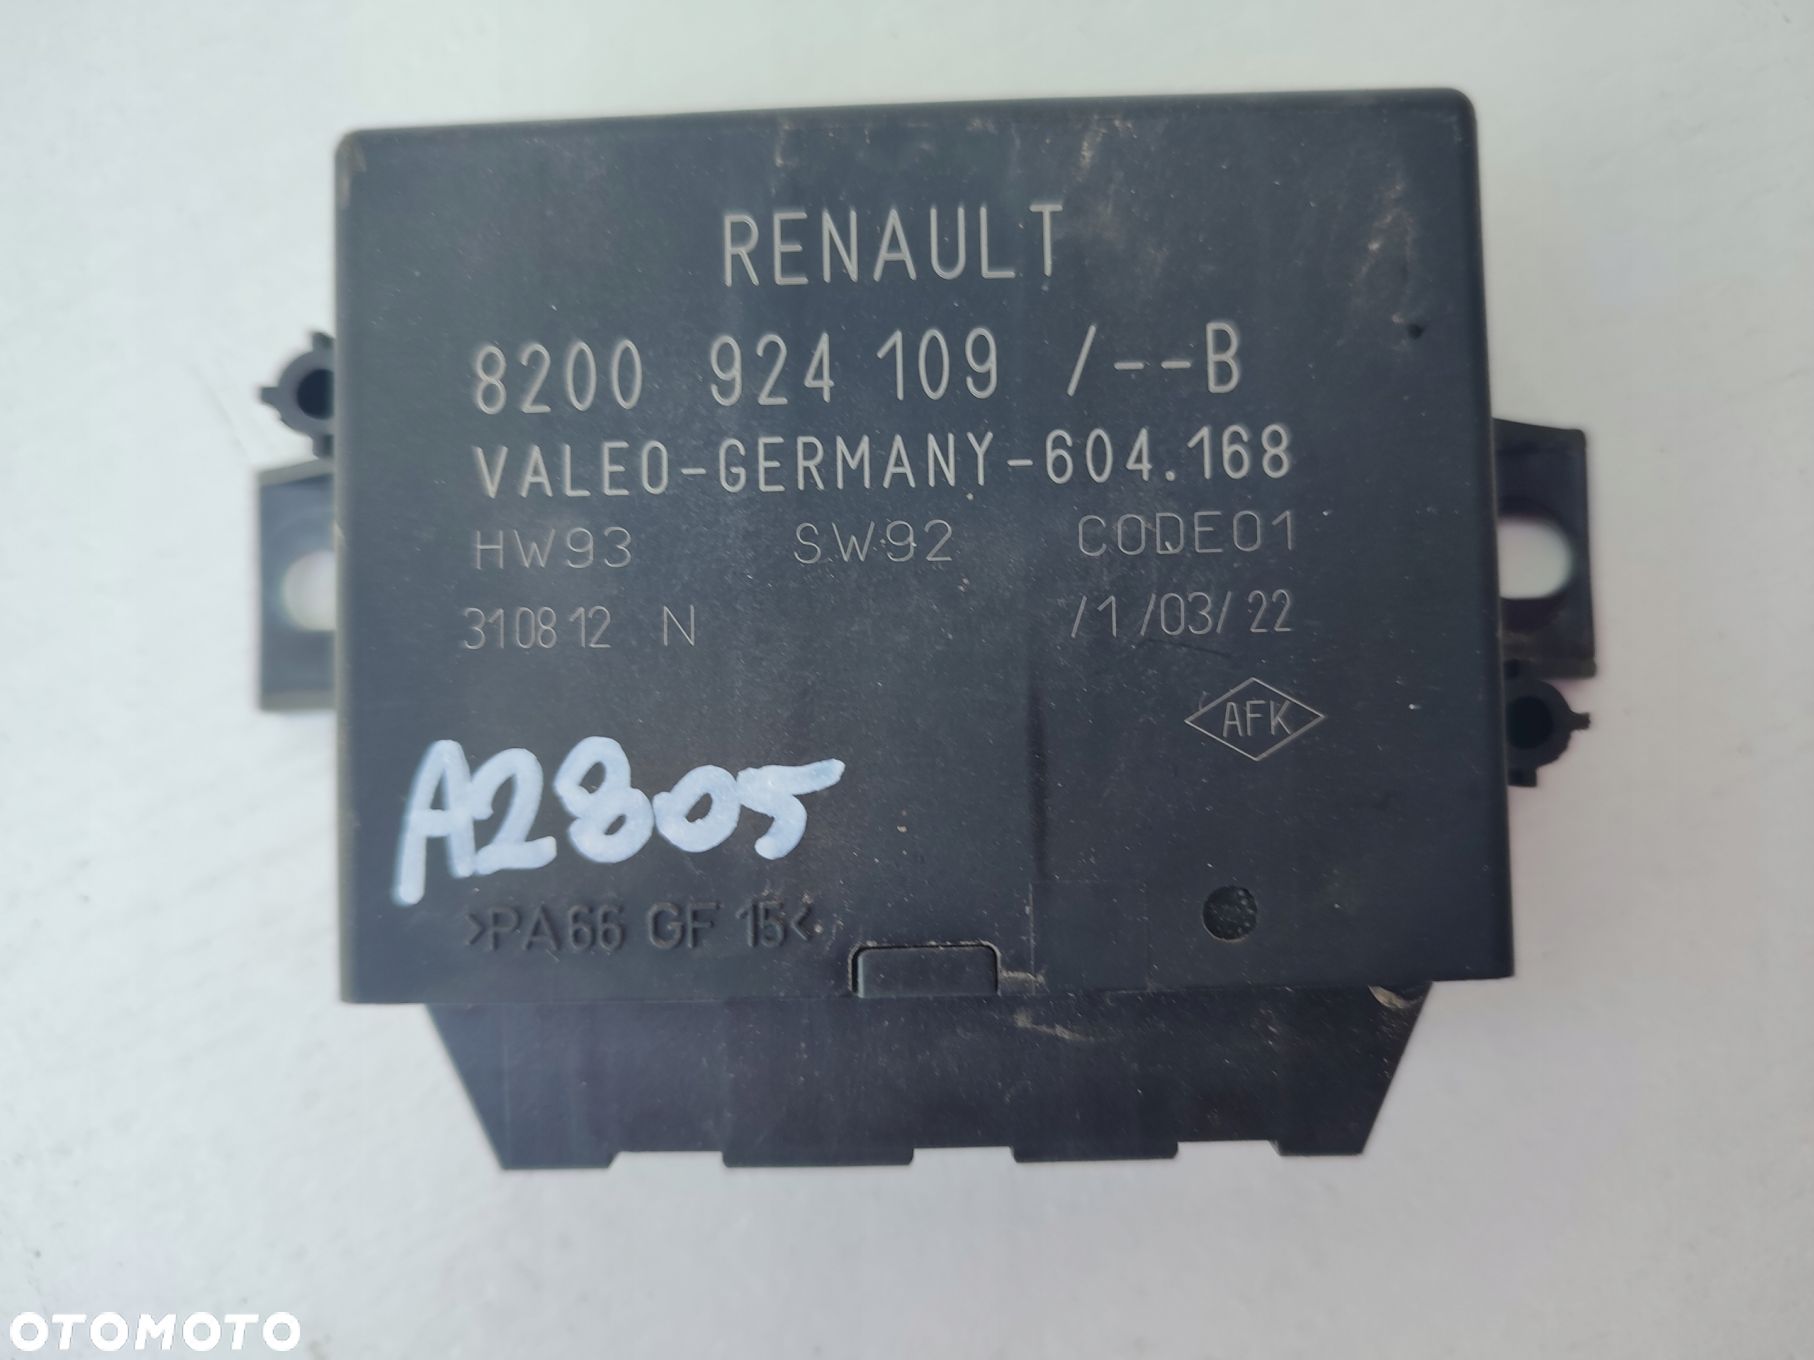 RENAULT
8200 924 109 /--B
VALEO-GERMANY-604.168
HW93 SW92 CODE01
310812 N /1/03/22
AFK
A2805
>PA66 GF 15<
OTOMOTO